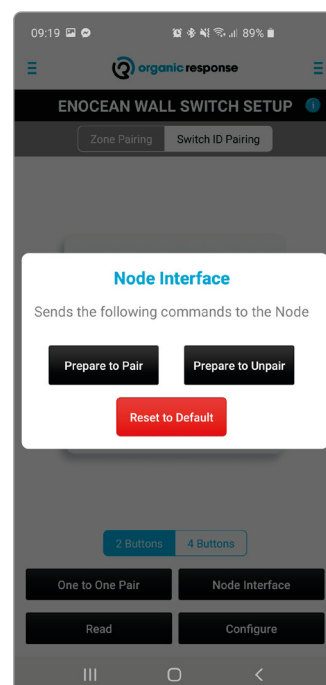 09:19 89%
organic response
ENOCEAN WALL SWITCH SETUP i
Zone Pairing Switch ID Pairing
Node Interface
Sends the following commands to the Node
Prepare to Pair Prepare to Unpair
Reset to Default
2 Buttons 4 Buttons
One to One Pair Node Interface
Read Configure